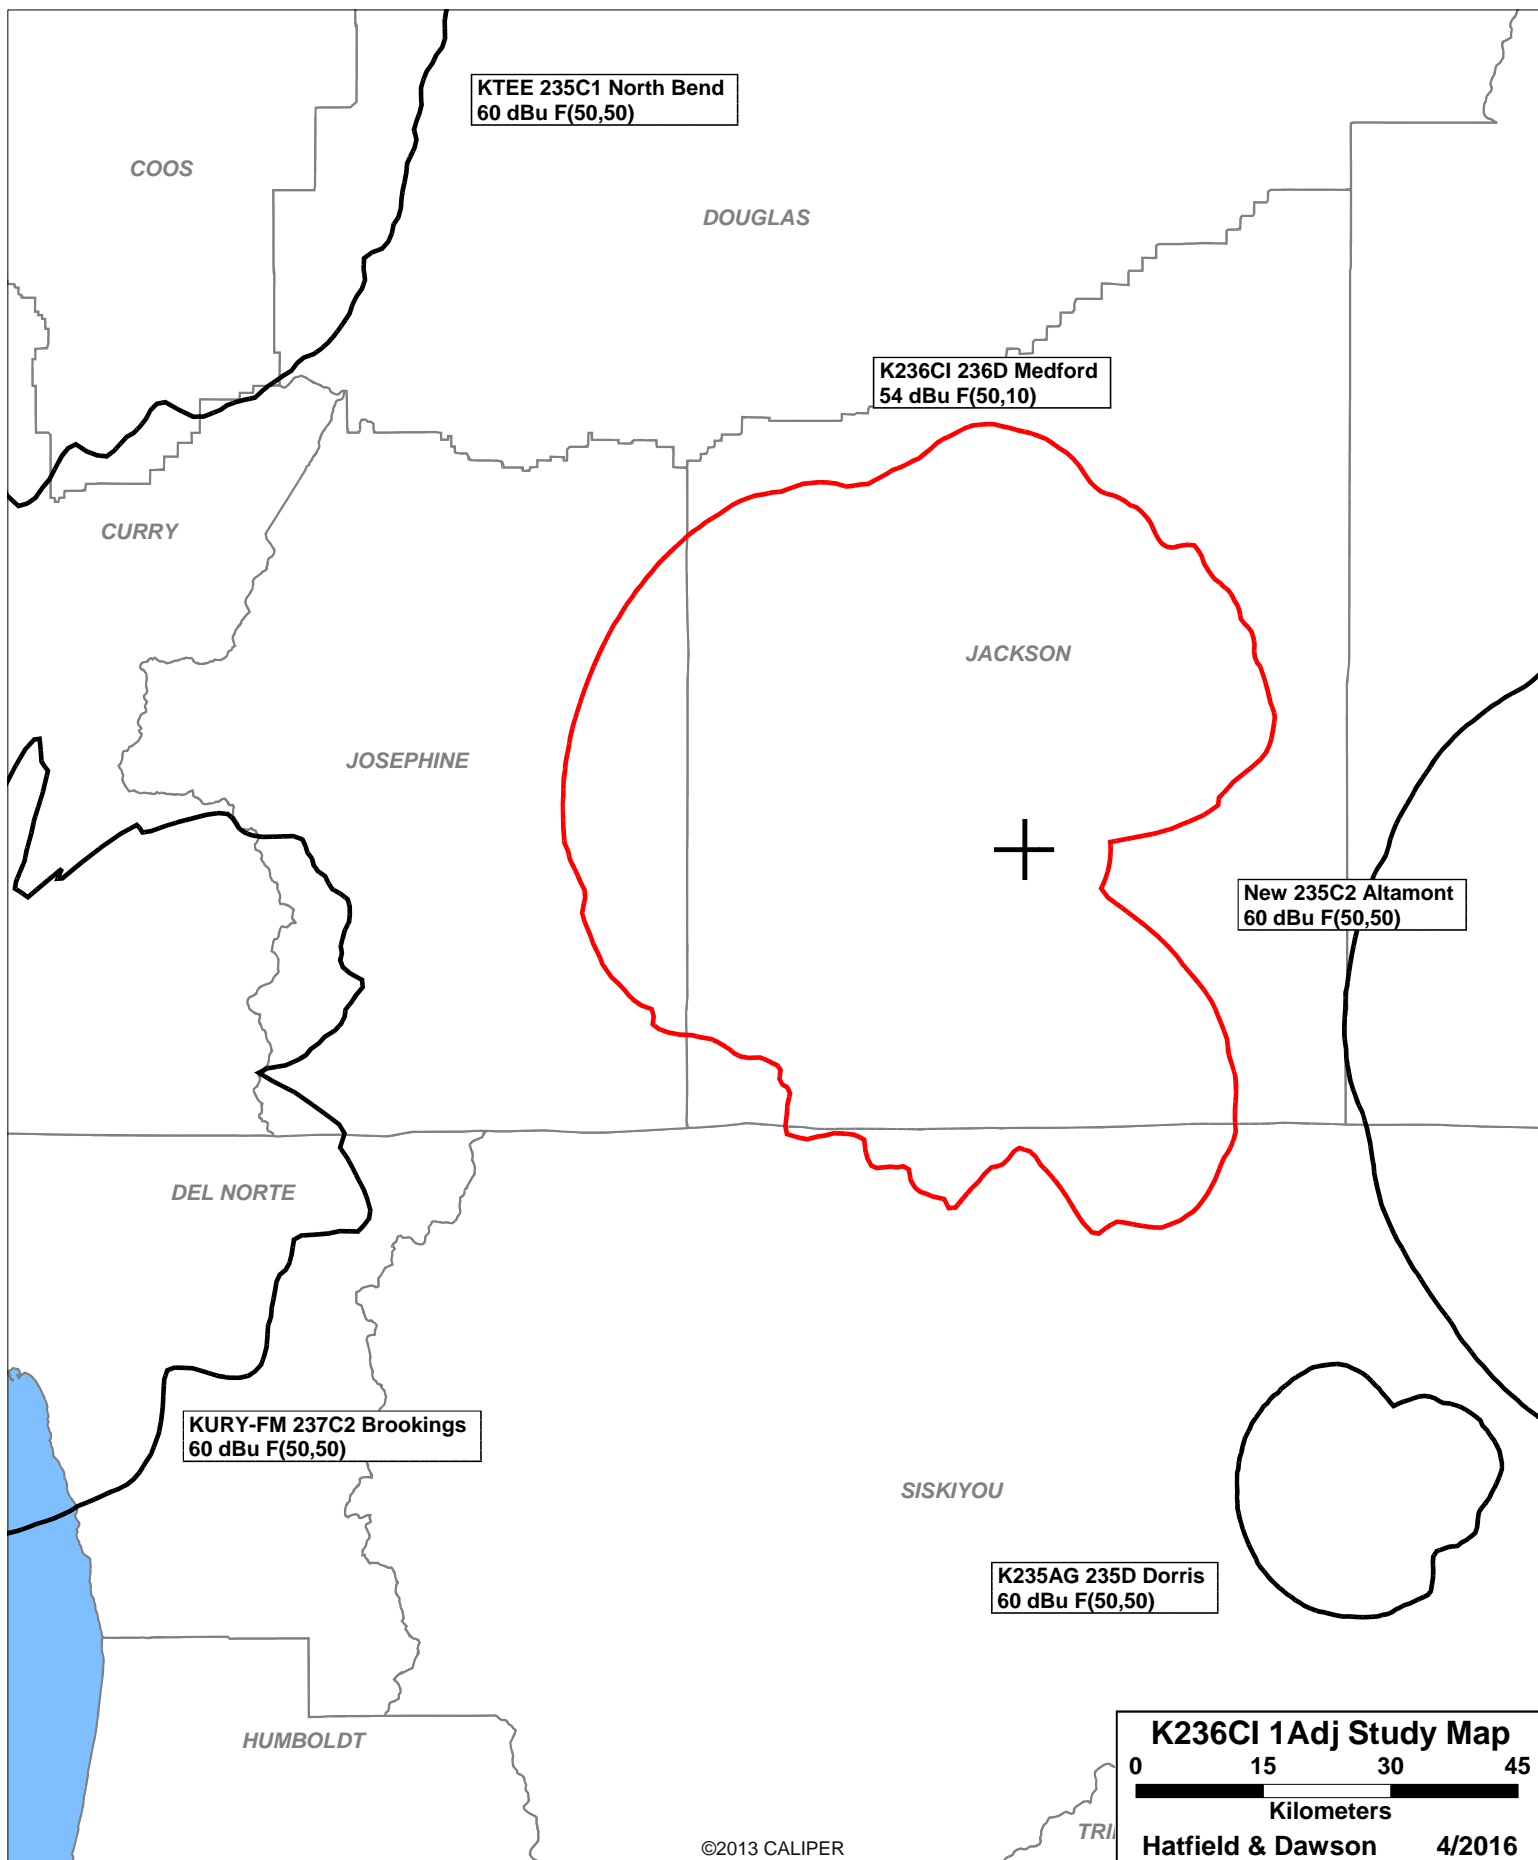 KTEE 235C1 North Bend
60 dBu F(50,50)
COOS
DOUGLAS
K236CI 236D Medford
54 dBu F(50,10)
CURRY
JACKSON
JOSEPHINE
New 235C2 Altamont
60 dBu F(50,50)
DEL NORTE
KURY-FM 237C2 Brookings
60 dBu F(50,50)
SISKIYOU
K235AG 235D Dorris
60 dBu F(50,50)
HUMBOLDT
K236CI 1Adj Study Map
0 15 30 45
Kilometers
TRI
©2013 CALIPER
Hatfield & Dawson 4/2016